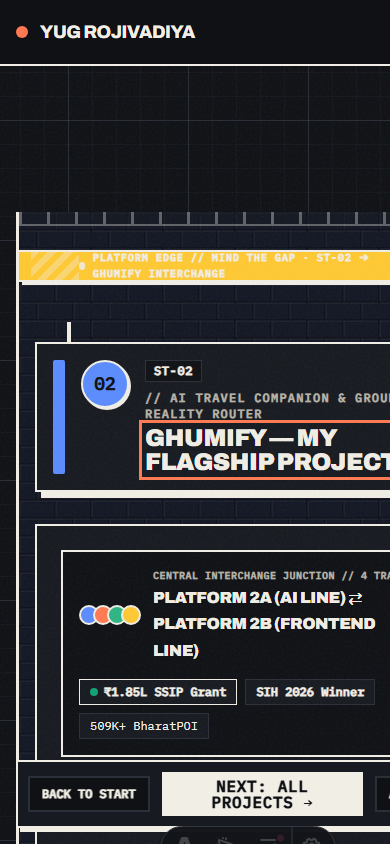 YUG ROJIVADIYA
PLATFORM EDGE // MIND THE GAP - ST-02 ➔
GHUMIFY INTERCHANGE
02
ST-02
// AI TRAVEL COMPANION &
REALITY ROUTER
GHUMIFY — MY
FLAGSHIP PROJECT
CENTRAL INTERCHANGE JUNCTION // 4
PLATFORM 2A (AI LINE) ⇄
PLATFORM 2B (FRONTEND
LINE)
₹1.85L SSIP Grant
SIH 2026 Winner
509K+ BharatPOI
BACK TO START
NEXT: ALL
PROJECTS →